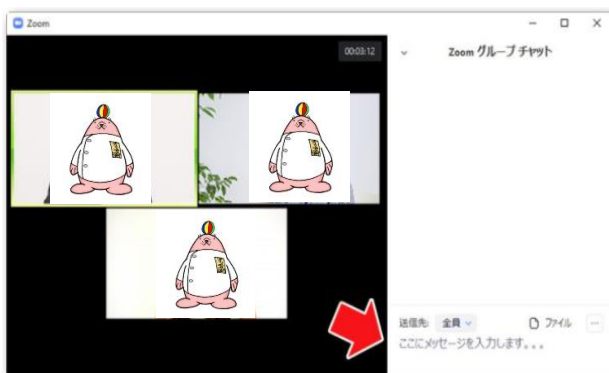 Zoom
00:03:12
Zoom グループ チャット
送信先: 全員
ファイル
ここにメッセージを入力します。。。